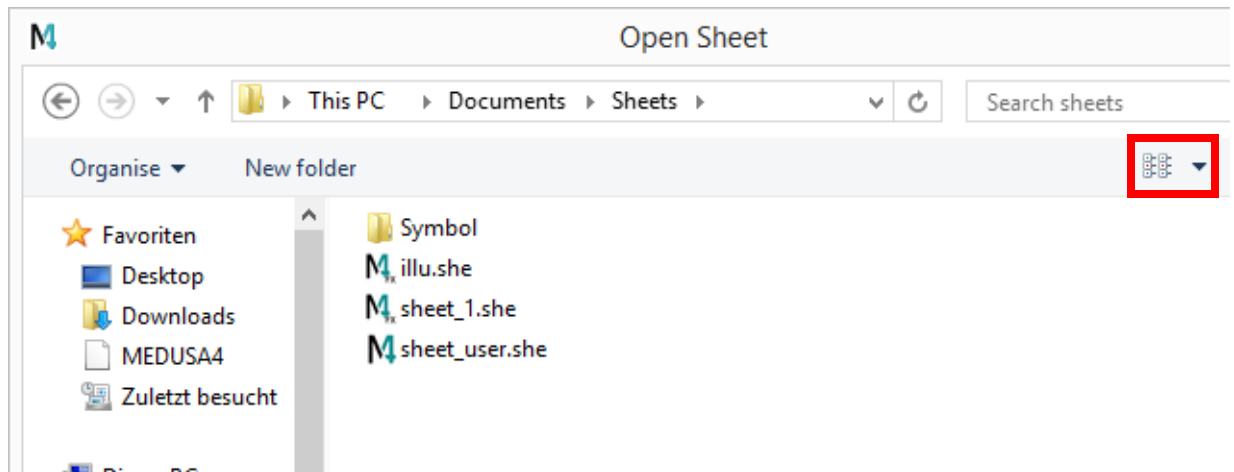 Open Sheet
This PC Documents Sheets Search sheets
Organise New folder
Favoriten
Desktop
Downloads
MEDUSA4
Zuletzt besucht
Symbol
illu.she
sheet_1.she
sheet_user.she